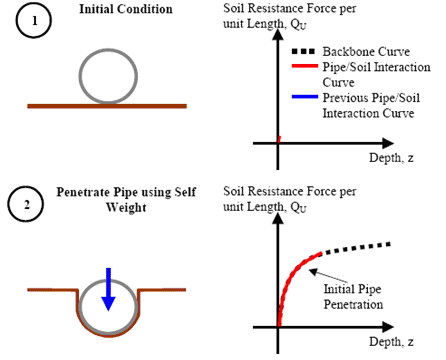 1
Initial Condition
Soil Resistance Force per
unit Length, QU
Backbone Curve
Pipe/Soil Interaction
Curve
Previous Pipe/Soil
Interaction Curve
Depth, z
2
Penetrate Pipe using Self
Weight
Soil Resistance Force per
unit Length, QU
Initial Pipe
Penetration
Depth, z